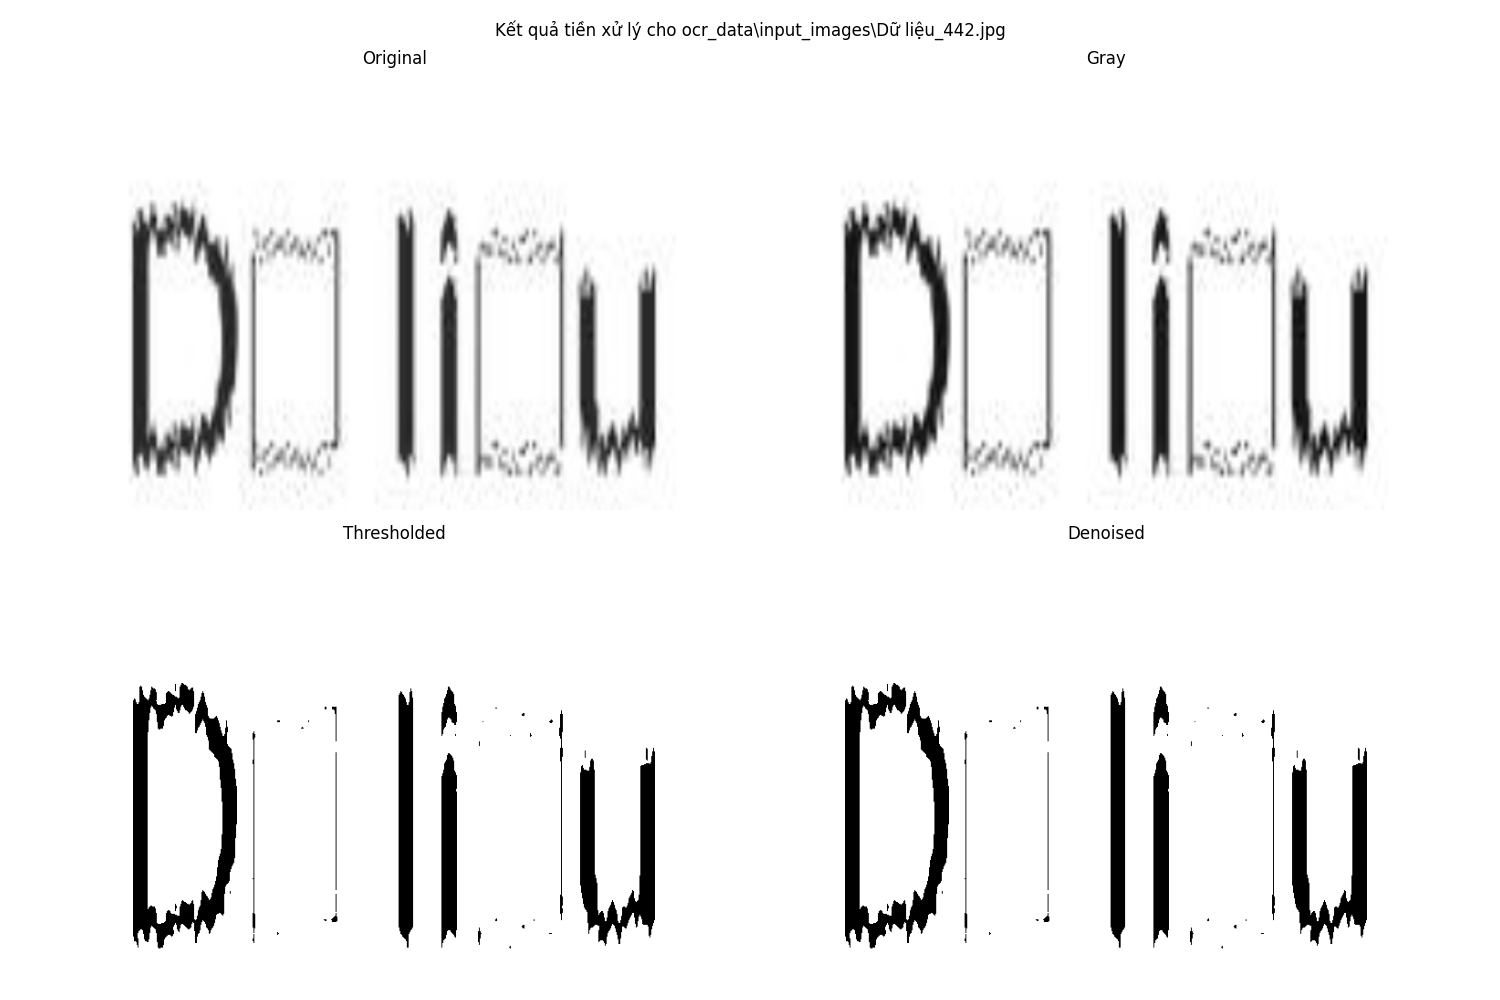 Kết quả tiền xử lý cho ocr_data\input_images\Dữ liệu_442.jpg
Original
Gray
D□ li□u
D□ li□u
Thresholded
Denoised
D□ li□u
D□ li□u